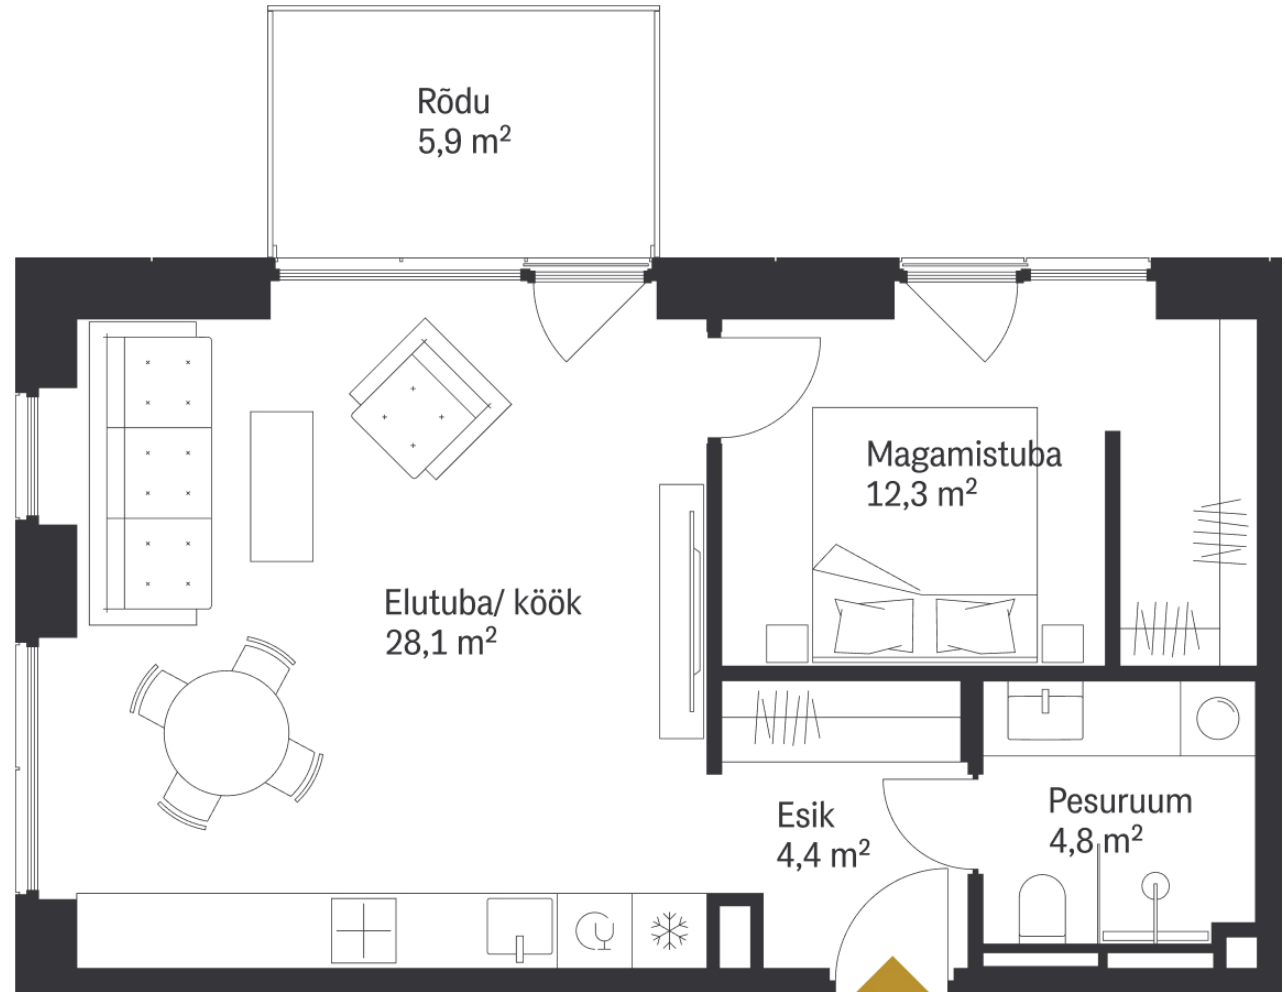 Rõdu
5,9 m²
Magamistuba
12,3 m²
Elutuba/ köök
28,1 m²
Esik
4,4 m²
Pesuruum
4,8 m²